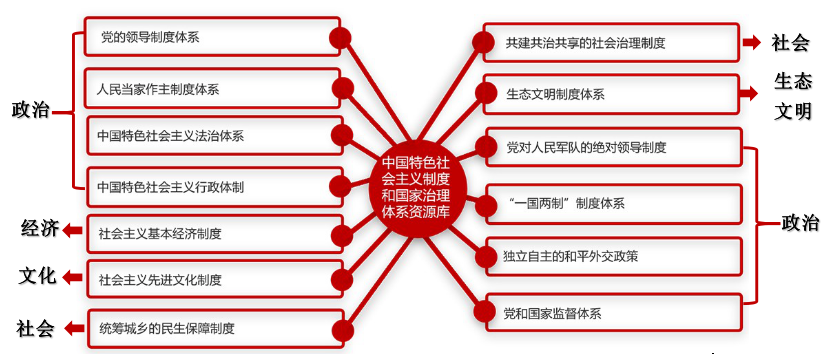 党的领导制度体系
人民当家作主制度体系
政治
中国特色社会主义法治体系
中国特色社会主义行政体制
经济
社会主义基本经济制度
文化
社会主义先进文化制度
社会
统筹城乡的民生保障制度
中国特色社
会主义制度
和国家治理
体系资源库
共建共治共享的社会治理制度
社会
生态文明制度体系
生态
文明
党对人民军队的绝对领导制度
“一国两制”制度体系
政治
独立自主的和平外交政策
党和国家监督体系